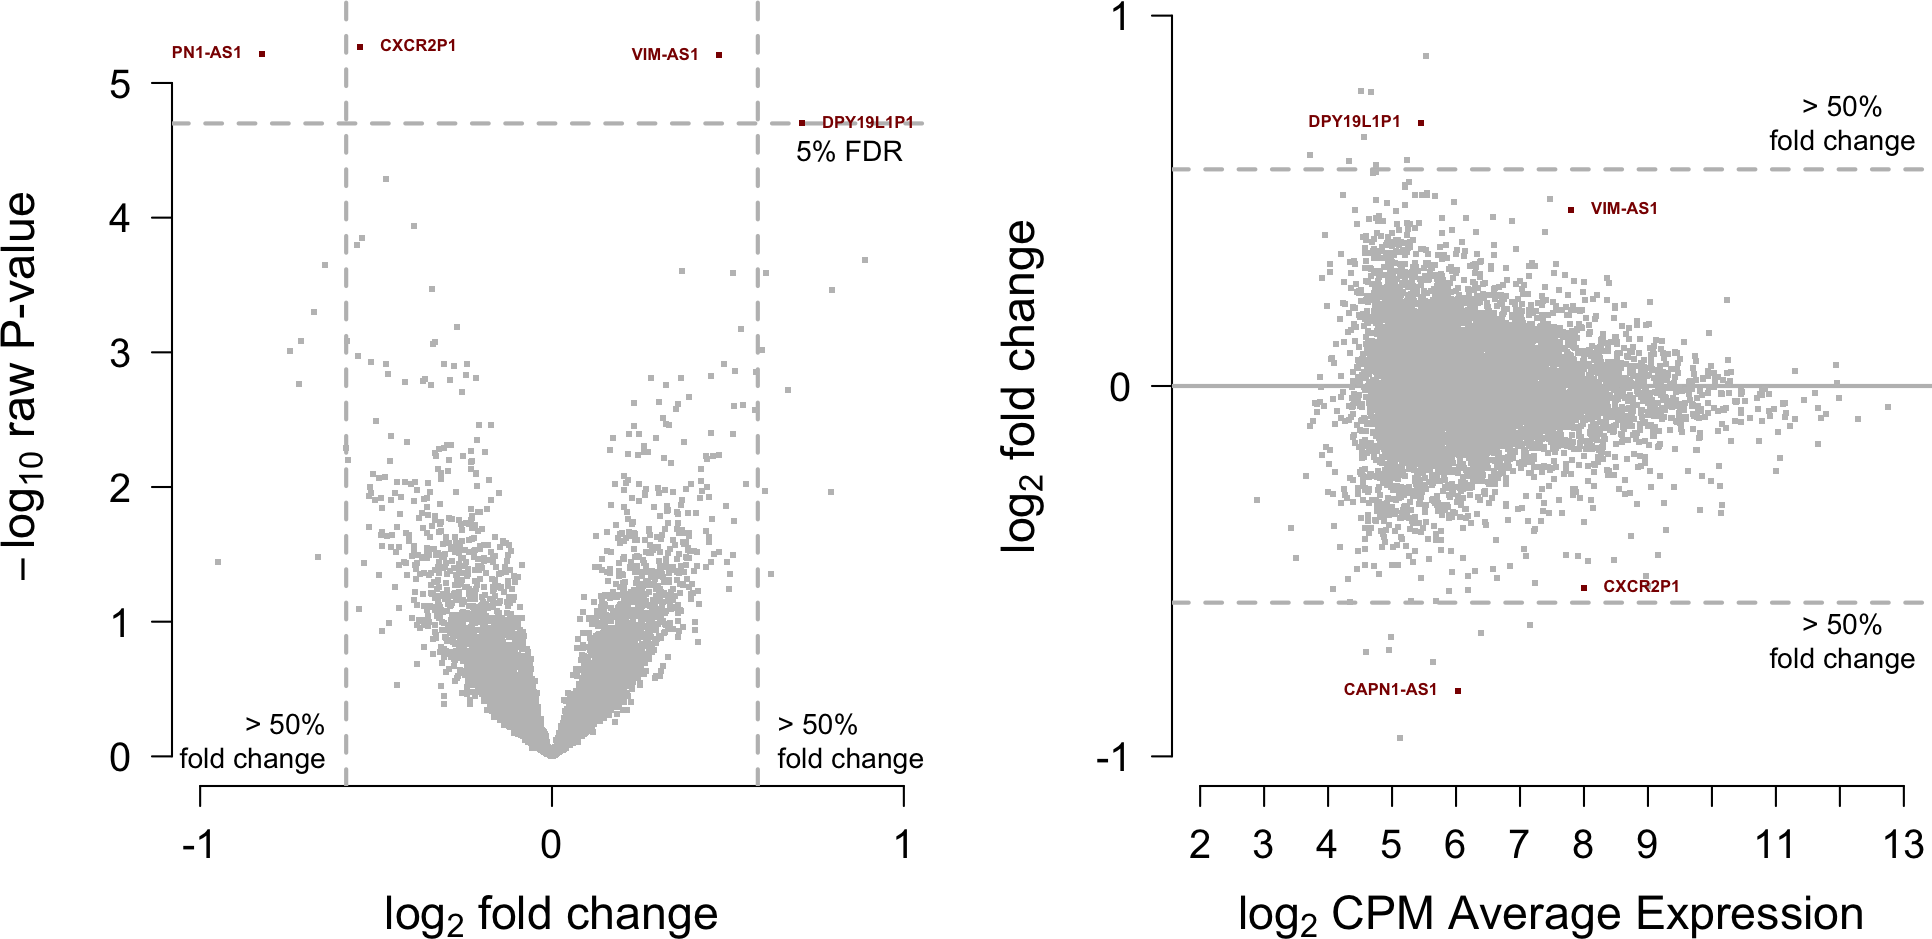 PN1-AS1
CXCR2P1
VIM-AS1
DPY19L1P1
5% FDR
5
4
3
2
1
0
− log10 raw P-value
> 50%
fold change
> 50%
fold change
-1
0
1
log2 fold change
1
0
-1
log2 fold change
DPY19L1P1
> 50%
fold change
VIM-AS1
CXCR2P1
> 50%
fold change
CAPN1-AS1
2 3 4 5 6 7 8 9 11 13
log2 CPM Average Expression